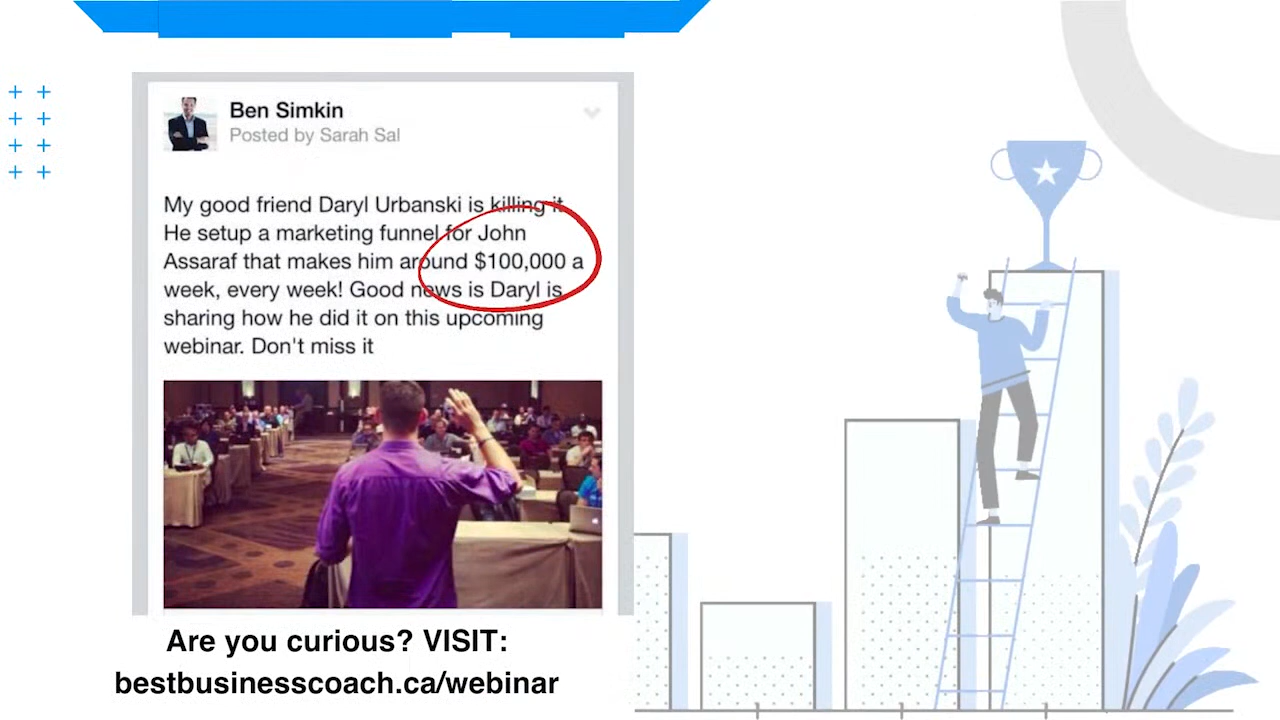 Ben Simkin
Posted by Sarah Sal
My good friend Daryl Urbanski is killing it.
He setup a marketing funnel for John
Assaraf that makes him around $100,000 a
week, every week! Good news is Daryl is
sharing how he did it on this upcoming
webinar. Don't miss it
Are you curious? VISIT:
bestbusinesscoach.ca/webinar